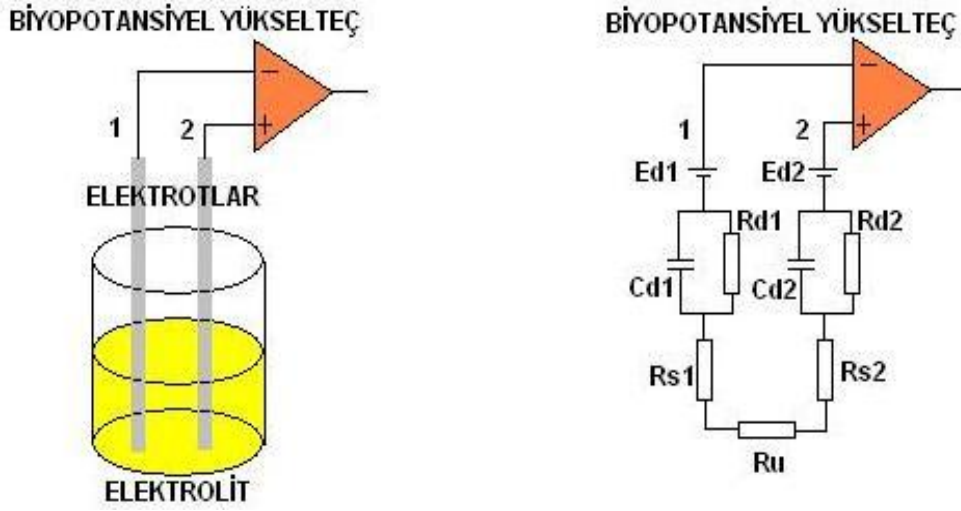 BİYOPOTANSİYEL YÜKSELTEÇ
−
1
2
+
ELEKTROTLAR
ELEKTROLİT
BİYOPOTANSİYEL YÜKSELTEÇ
−
1
2
+
Ed1
Ed2
Rd1
Rd2
Cd1
Cd2
Rs1
Rs2
Ru